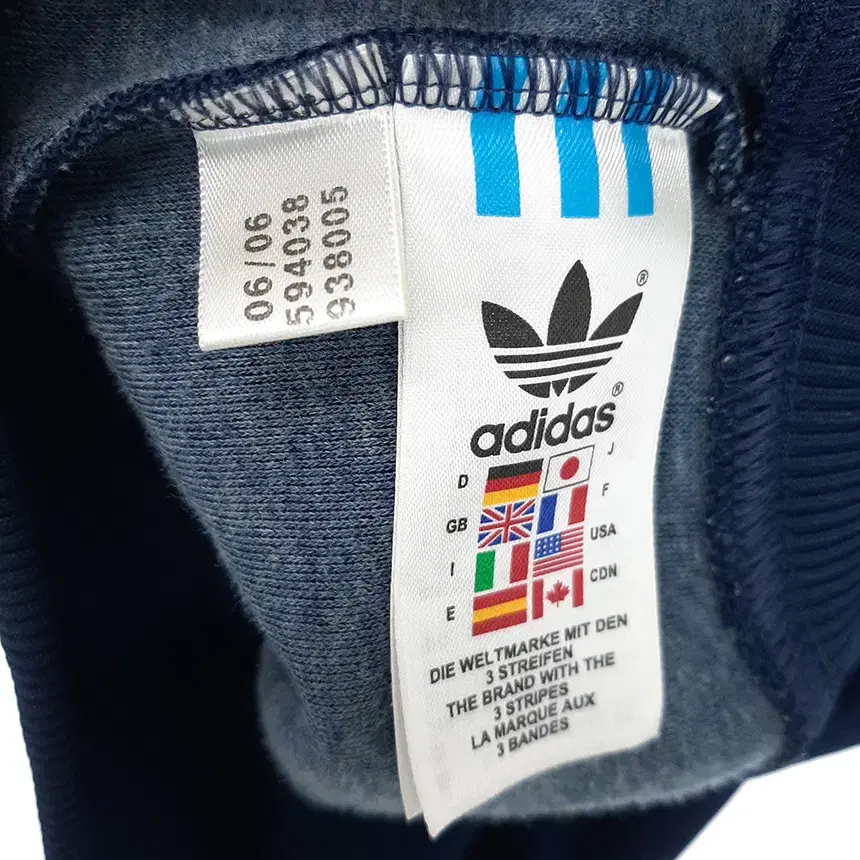 06/06
594038
938005
®
adidas®
D
J
GB
F
I
USA
E
CDN
DIE WELTMARKE MIT DEN
3 STREIFEN
THE BRAND WITH THE
3 STRIPES
LA MARQUE AUX
3 BANDES